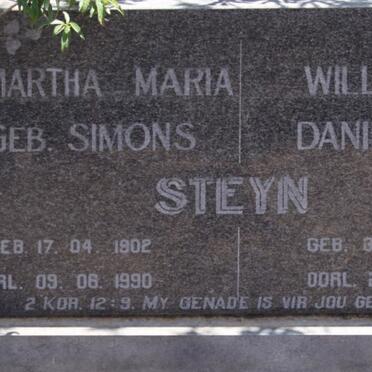 MARTHA MARIA WILL
GEB. SIMONS DANI
STEYN
EB. 17. 04. 1902 GEB,
RL. 09. 06. 1990 OORL.
2 KOR. 12:9. MY GENADE IS VIR JOU GE